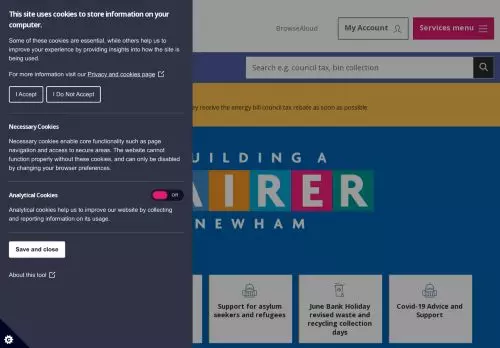 This site uses cookies to store information on your
computer.
Some of these cookies are essential, while others help us to
improve your experience by providing insights into how the site is
being used.
For more information visit our Privacy and cookies page
I Accept
I Do Not Accept
Necessary Cookies
Necessary cookies enable core functionality such as page
navigation and access to secure areas. The website cannot
function properly without these cookies, and can only be disabled
by changing your browser preferences.
Analytical Cookies
Off
Analytical cookies help us to improve our website by collecting
and reporting information on its usage.
Save and close
About this tool
BrowseAloud
My Account
Services menu
Search e.g. council tax, bin collection
receive the energy bill council tax rebate as soon as possible
UILDING A
AIRER
NEWHAM
Support for asylum
seekers and refugees
June Bank Holiday
revised waste and
recycling collection
days
Covid-19 Advice and
Support